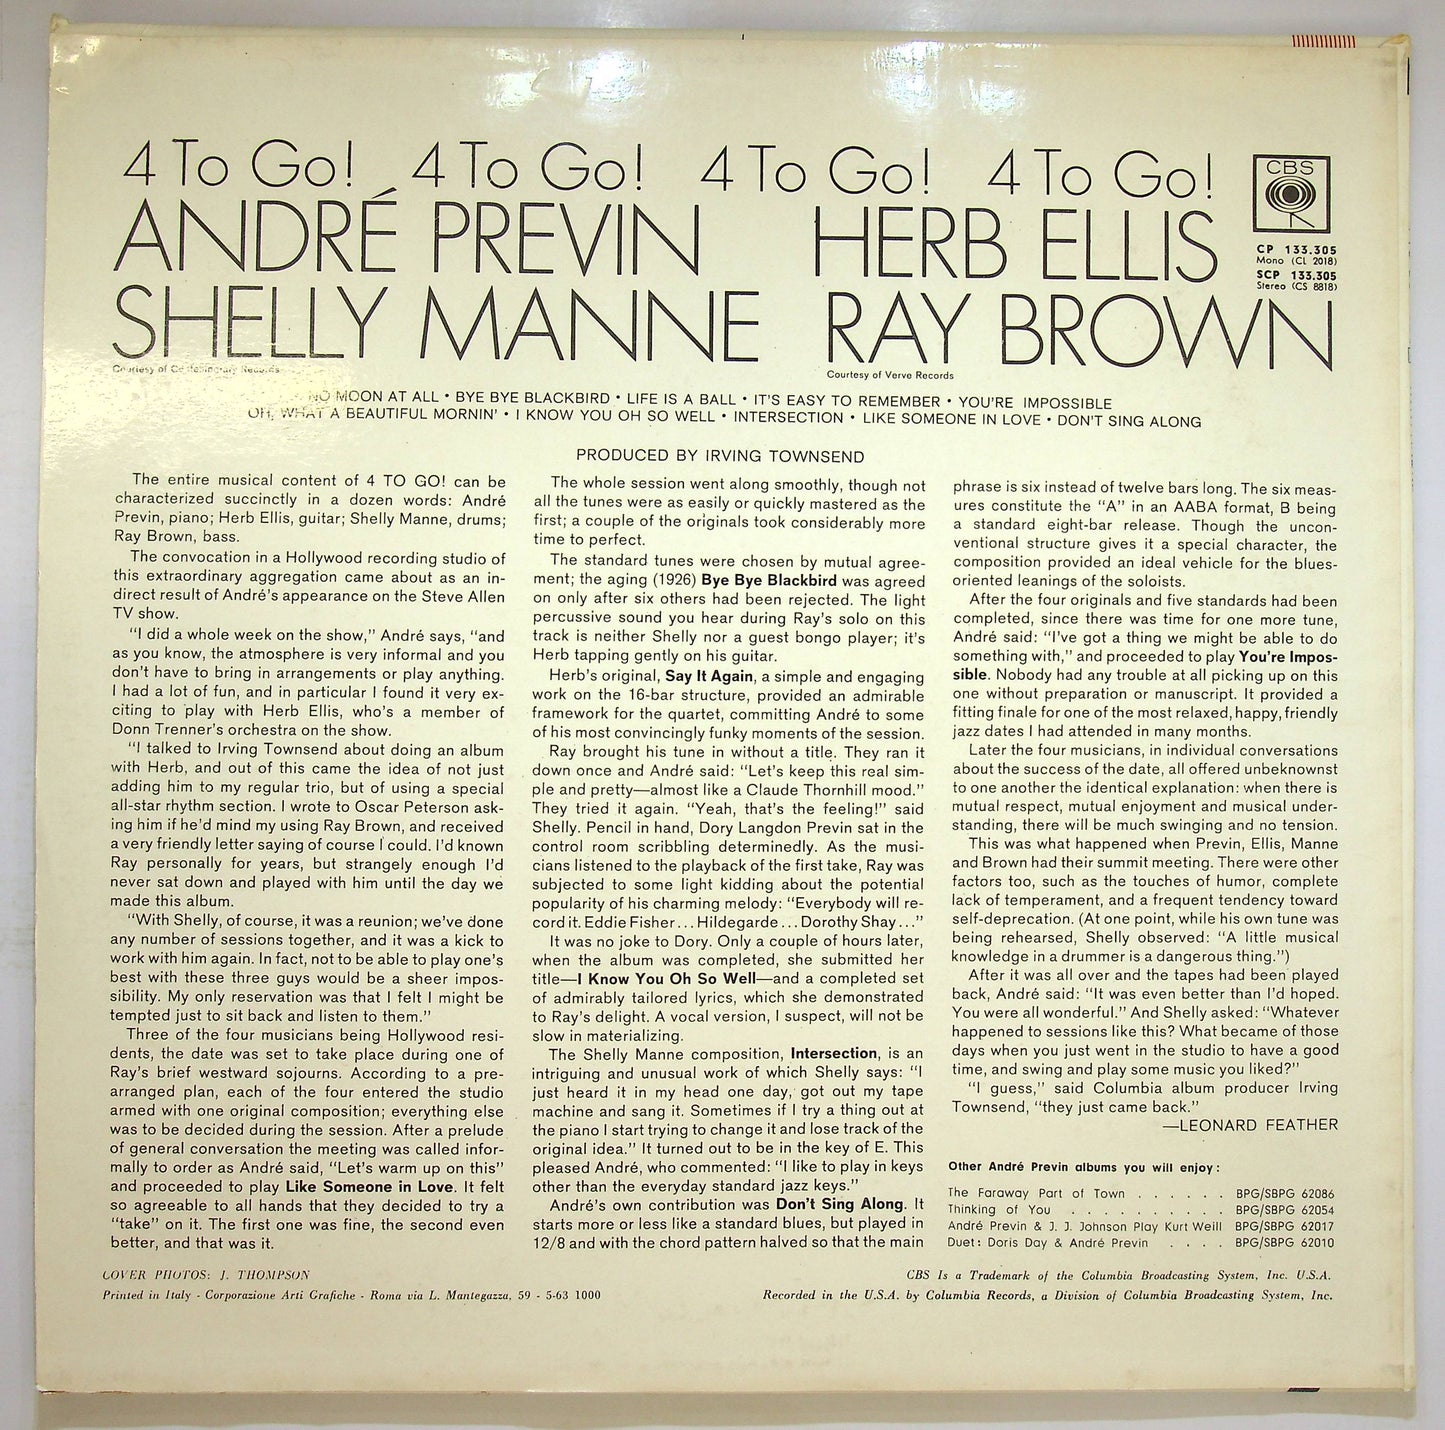 4 To Go! 4 To Go! 4 To Go! 4 To Go!
ANDRÉ PREVIN HERB ELLIS
SHELLY MANNE RAY BROWN
CBS
CP 133.305
Mono (CL 2018)
SCP 133.305
Stereo (CS 8818)
Courtesy of Contemporary Records
Courtesy of Verve Records
NO MOON AT ALL • BYE BYE BLACKBIRD • LIFE IS A BALL • IT'S EASY TO REMEMBER • YOU'RE IMPOSSIBLE
OH, WHAT A BEAUTIFUL MORNIN' • I KNOW YOU OH SO WELL • INTERSECTION • LIKE SOMEONE IN LOVE • DON'T SING ALONG
PRODUCED BY IRVING TOWNSEND
The entire musical content of 4 TO GO! can be
characterized succinctly in a dozen words: André
Previn, piano; Herb Ellis, guitar; Shelly Manne, drums;
Ray Brown, bass.
The convocation in a Hollywood recording studio of
this extraordinary aggregation came about as an in-
direct result of André's appearance on the Steve Allen
TV show.
"I did a whole week on the show," André says, "and
as you know, the atmosphere is very informal and you
don't have to bring in arrangements or play anything.
I had a lot of fun, and in particular I found it very ex-
citing to play with Herb Ellis, who's a member of
Donn Trenner's orchestra on the show.
"I talked to Irving Townsend about doing an album
with Herb, and out of this came the idea of not just
adding him to my regular trio, but of using a special
all-star rhythm section. I wrote to Oscar Peterson ask-
ing him if he'd mind my using Ray Brown, and received
a very friendly letter saying of course I could. I'd known
Ray personally for years, but strangely enough I'd
never sat down and played with him until the day we
made this album.
"With Shelly, of course, it was a reunion; we've done
any number of sessions together, and it was a kick to
work with him again. In fact, not to be able to play one's
best with these three guys would be a sheer impos-
sibility. My only reservation was that I felt I might be
tempted just to sit back and listen to them."
Three of the four musicians being Hollywood resi-
dents, the date was set to take place during one of
Ray's brief westward sojourns. According to a pre-
arranged plan, each of the four entered the studio
armed with one original composition; everything else
was to be decided during the session. After a prelude
of general conversation the meeting was called infor-
mally to order as André said, "Let's warm up on this"
and proceeded to play Like Someone in Love. It felt
so agreeable to all hands that they decided to try a
"take" on it. The first one was fine, the second even
better, and that was it.
The whole session went along smoothly, though not
all the tunes were as easily or quickly mastered as the
first; a couple of the originals took considerably more
time to perfect.
The standard tunes were chosen by mutual agree-
ment; the aging (1926) Bye Bye Blackbird was agreed
on only after six others had been rejected. The light
percussive sound you hear during Ray's solo on this
track is neither Shelly nor a guest bongo player; it's
Herb tapping gently on his guitar.
Herb's original, Say It Again, a simple and engaging
work on the 16-bar structure, provided an admirable
framework for the quartet, committing André to some
of his most convincingly funky moments of the session.
Ray brought his tune in without a title. They ran it
down once and André said: "Let's keep this real sim-
ple and pretty—almost like a Claude Thornhill mood."
They tried it again. "Yeah, that's the feeling!" said
Shelly. Pencil in hand, Dory Langdon Previn sat in the
control room scribbling determinedly. As the musi-
cians listened to the playback of the first take, Ray was
subjected to some light kidding about the potential
popularity of his charming melody: "Everybody will re-
cord it. Eddie Fisher . . . Hildegarde . . . Dorothy Shay . . ."
It was no joke to Dory. Only a couple of hours later,
when the album was completed, she submitted her
title—I Know You Oh So Well—and a completed set
of admirably tailored lyrics, which she demonstrated
to Ray's delight. A vocal version, I suspect, will not be
slow in materializing.
The Shelly Manne composition, Intersection, is an
intriguing and unusual work of which Shelly says: "I
just heard it in my head one day, got out my tape
machine and sang it. Sometimes if I try a thing out at
the piano I start trying to change it and lose track of the
original idea." It turned out to be in the key of E. This
pleased André, who commented: "I like to play in keys
other than the everyday standard jazz keys."
André's own contribution was Don't Sing Along. It
starts more or less like a standard blues, but played in
12/8 and with the chord pattern halved so that the main
phrase is six instead of twelve bars long. The six meas-
ures constitute the "A" in an AABA format, B being
a standard eight-bar release. Though the uncon-
ventional structure gives it a special character, the
composition provided an ideal vehicle for the blues-
oriented leanings of the soloists.
After the four originals and five standards had been
completed, since there was time for one more tune,
André said: "I've got a thing we might be able to do
something with," and proceeded to play You're Impos-
sible. Nobody had any trouble at all picking up on this
one without preparation or manuscript. It provided a
fitting finale for one of the most relaxed, happy, friendly
jazz dates I had attended in many months.
Later the four musicians, in individual conversations
about the success of the date, all offered unbeknownst
to one another the identical explanation: when there is
mutual respect, mutual enjoyment and musical under-
standing, there will be much swinging and no tension.
This was what happened when Previn, Ellis, Manne
and Brown had their summit meeting. There were other
factors too, such as the touches of humor, complete
lack of temperament, and a frequent tendency toward
self-deprecation. (At one point, while his own tune was
being rehearsed, Shelly observed: "A little musical
knowledge in a drummer is a dangerous thing.")
After it was all over and the tapes had been played
back, André said: "It was even better than I'd hoped.
You were all wonderful." And Shelly asked: "Whatever
happened to sessions like this? What became of those
days when you just went in the studio to have a good
time, and swing and play some music you liked?"
"I guess," said Columbia album producer Irving
Townsend, "they just came back."
—LEONARD FEATHER
Other André Previn albums you will enjoy:
The Faraway Part of Town . . . . . . BPG/SBPG 62086
Thinking of You . . . . . . . . . . BPG/SBPG 62054
André Previn & J. J. Johnson Play Kurt Weill BPG/SBPG 62017
Duet: Doris Day & André Previn . . . . BPG/SBPG 62010
COVER PHOTOS: J. THOMPSON
Printed in Italy - Corporazione Arti Grafiche - Roma via L. Mantegazza, 59 - 5-63 1000
CBS Is a Trademark of the Columbia Broadcasting System, Inc. U.S.A.
Recorded in the U.S.A. by Columbia Records, a Division of Columbia Broadcasting System, Inc.